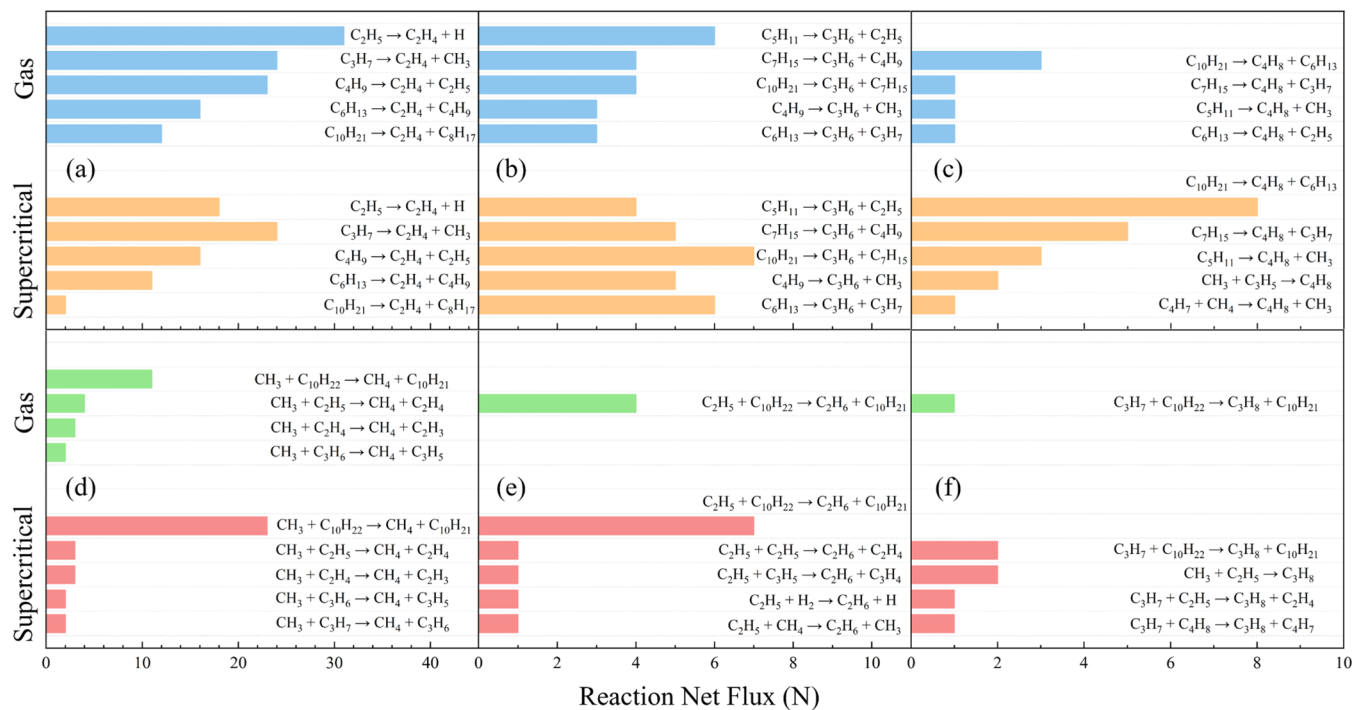 Gas
C₂H₅ → C₂H₄ + H
C₃H₇ → C₂H₄ + CH₃
C₄H₉ → C₂H₄ + C₂H₅
C₆H₁₃ → C₂H₄ + C₄H₉
C₁₀H₂₁ → C₂H₄ + C₈H₁₇
(a)
Supercritical
C₂H₅ → C₂H₄ + H
C₃H₇ → C₂H₄ + CH₃
C₄H₉ → C₂H₄ + C₂H₅
C₆H₁₃ → C₂H₄ + C₄H₉
C₁₀H₂₁ → C₂H₄ + C₈H₁₇
C₅H₁₁ → C₃H₆ + C₂H₅
C₇H₁₅ → C₃H₆ + C₄H₉
C₁₀H₂₁ → C₃H₆ + C₇H₁₅
C₄H₉ → C₃H₆ + CH₃
C₆H₁₃ → C₃H₆ + C₃H₇
(b)
C₅H₁₁ → C₃H₆ + C₂H₅
C₇H₁₅ → C₃H₆ + C₄H₉
C₁₀H₂₁ → C₃H₆ + C₇H₁₅
C₄H₉ → C₃H₆ + CH₃
C₆H₁₃ → C₃H₆ + C₃H₇
C₁₀H₂₁ → C₄H₈ + C₆H₁₃
C₇H₁₅ → C₄H₈ + C₃H₇
C₅H₁₁ → C₄H₈ + CH₃
C₆H₁₃ → C₄H₈ + C₂H₅
(c)
C₁₀H₂₁ → C₄H₈ + C₆H₁₃
C₇H₁₅ → C₄H₈ + C₃H₇
C₅H₁₁ → C₄H₈ + CH₃
CH₃ + C₃H₅ → C₄H₈
C₄H₇ + CH₄ → C₄H₈ + CH₃
Gas
CH₃ + C₁₀H₂₂ → CH₄ + C₁₀H₂₁
CH₃ + C₂H₅ → CH₄ + C₂H₄
CH₃ + C₂H₄ → CH₄ + C₂H₃
CH₃ + C₃H₆ → CH₄ + C₃H₅
(d)
Supercritical
CH₃ + C₁₀H₂₂ → CH₄ + C₁₀H₂₁
CH₃ + C₂H₅ → CH₄ + C₂H₄
CH₃ + C₂H₄ → CH₄ + C₂H₃
CH₃ + C₃H₆ → CH₄ + C₃H₅
CH₃ + C₃H₇ → CH₄ + C₃H₆
0 10 20 30 40
C₂H₅ + C₁₀H₂₂ → C₂H₆ + C₁₀H₂₁
(e)
C₂H₅ + C₁₀H₂₂ → C₂H₆ + C₁₀H₂₁
C₂H₅ + C₂H₅ → C₂H₆ + C₂H₄
C₂H₅ + C₃H₅ → C₂H₆ + C₃H₄
C₂H₅ + H₂ → C₂H₆ + H
C₂H₅ + CH₄ → C₂H₆ + CH₃
0 2 4 6 8 10
C₃H₇ + C₁₀H₂₂ → C₃H₈ + C₁₀H₂₁
(f)
C₃H₇ + C₁₀H₂₂ → C₃H₈ + C₁₀H₂₁
CH₃ + C₂H₅ → C₃H₈
C₃H₇ + C₂H₅ → C₃H₈ + C₂H₄
C₃H₇ + C₄H₈ → C₃H₈ + C₄H₇
0 2 4 6 8 10
Reaction Net Flux (N)